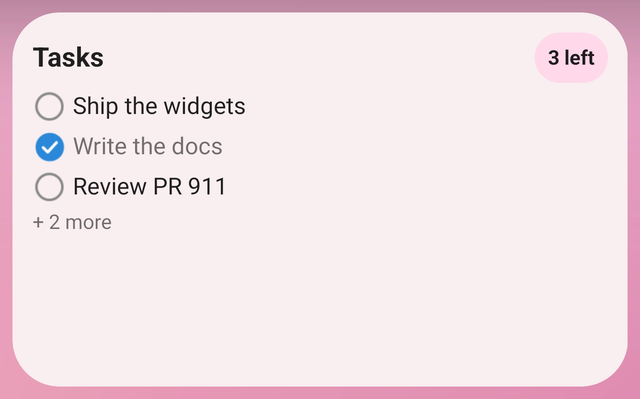 Tasks
3 left
Ship the widgets
Write the docs
Review PR 911
+ 2 more